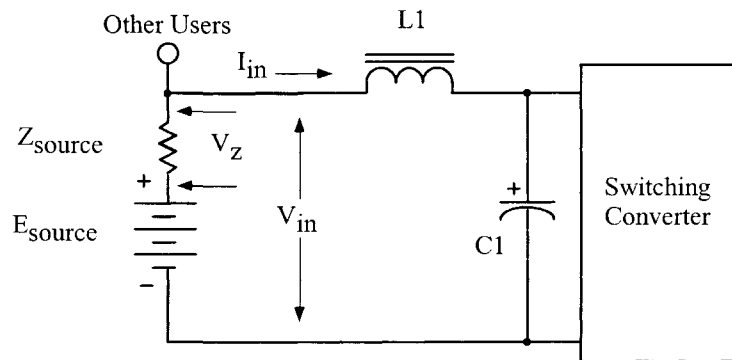 Other Users
L1
I_in
Z_source
V_z
+
E_source
V_in
+
C1
Switching
Converter
-